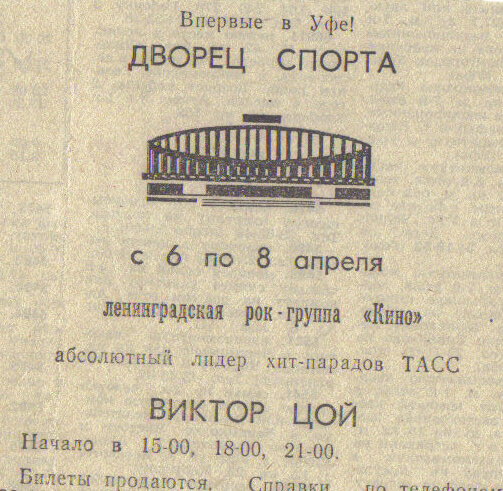 Впервые в Уфе!
ДВОРЕЦ СПОРТА
с 6 по 8 апреля
ленинградская рок-группа «Кино»
абсолютный лидер хит-парадов ТАСС
ВИКТОР ЦОЙ
Начало в 15-00, 18-00, 21-00.
Билеты продаются. Справки по телефонам